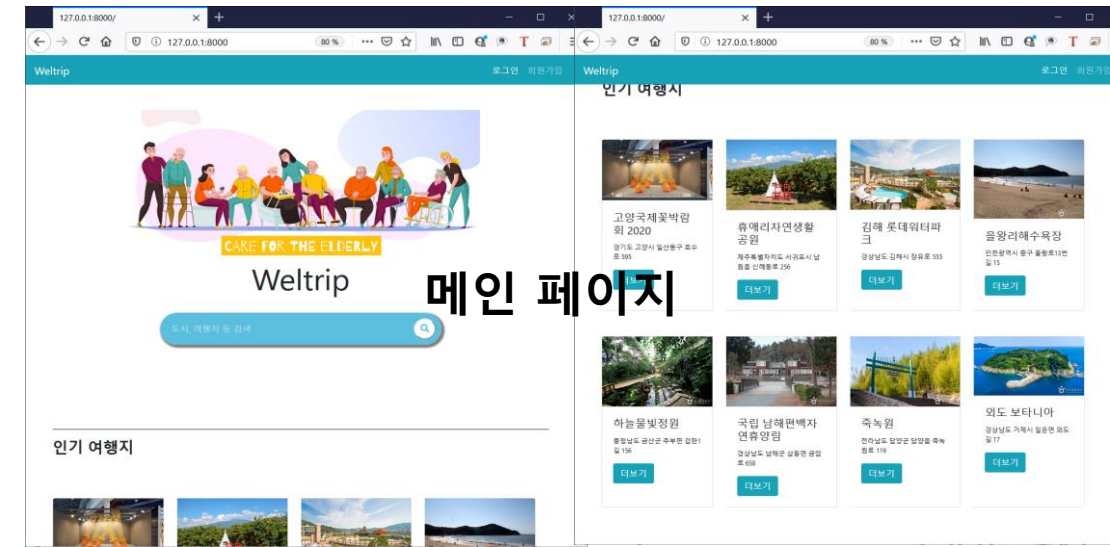 127.0.0.1:8000/
127.0.0.1:8000
80 %
Weltrip
로그인 회원가입
CARE FOR THE ELDERLY
Weltrip
도시, 여행지 등 검색
인기 여행지
메인 페이지
127.0.0.1:8000/
127.0.0.1:8000
80 %
Weltrip
로그인 회원가입
인기 여행지
고양국제꽃박람
회 2020
경기도 고양시 일산동구 호수
로 595
더보기
휴애리자연생활
공원
제주특별자치도 서귀포시 남
원읍 신례동로 256
더보기
김해 롯데워터파
크
경상남도 김해시 장유로 555
더보기
을왕리해수욕장
인천광역시 중구 을왕로13번
길 15
더보기
하늘물빛정원
충청남도 금산군 추부면 검한1
길 156
더보기
국립 남해편백자
연휴양림
경상남도 남해군 삼동면 금암
로 658
더보기
죽녹원
전라남도 담양군 담양읍 죽녹
원로 119
더보기
외도 보타니아
경상남도 거제시 일운면 외도
길 17
더보기